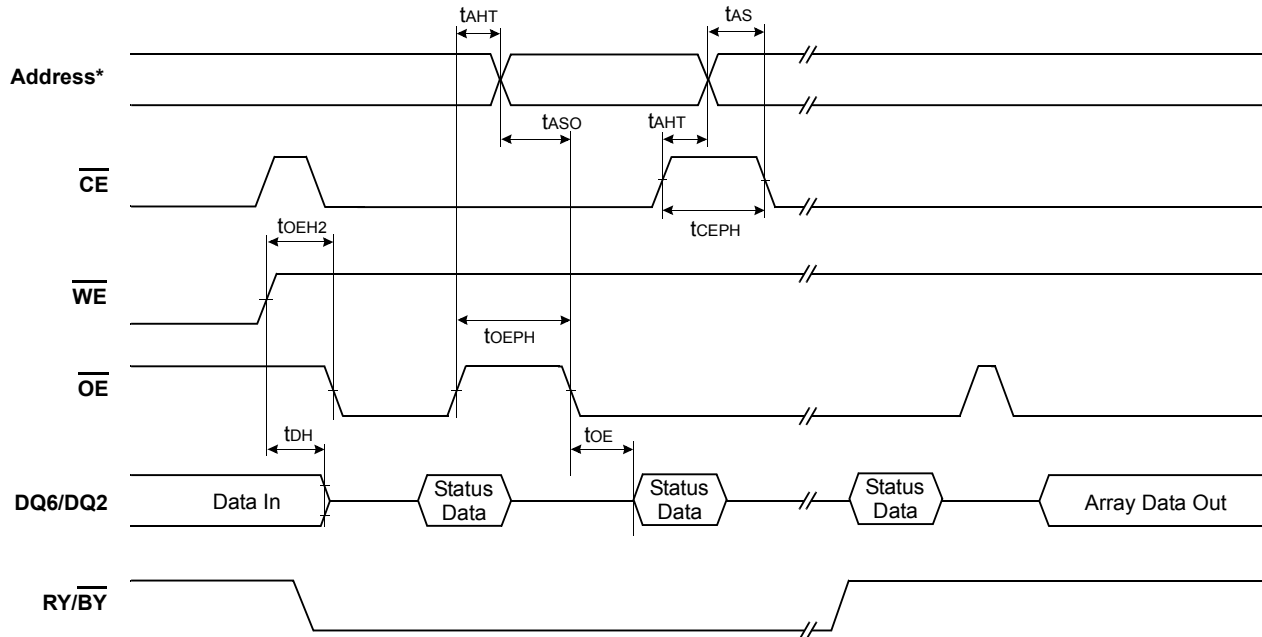 tAHT
tAS
Address*
tASO
tAHT
CE
tCEPH
tOEH2
WE
tOEPH
OE
tDH
tOE
DQ6/DQ2
Data In
Status
Data
Status
Data
Status
Data
Array Data Out
RY/BY